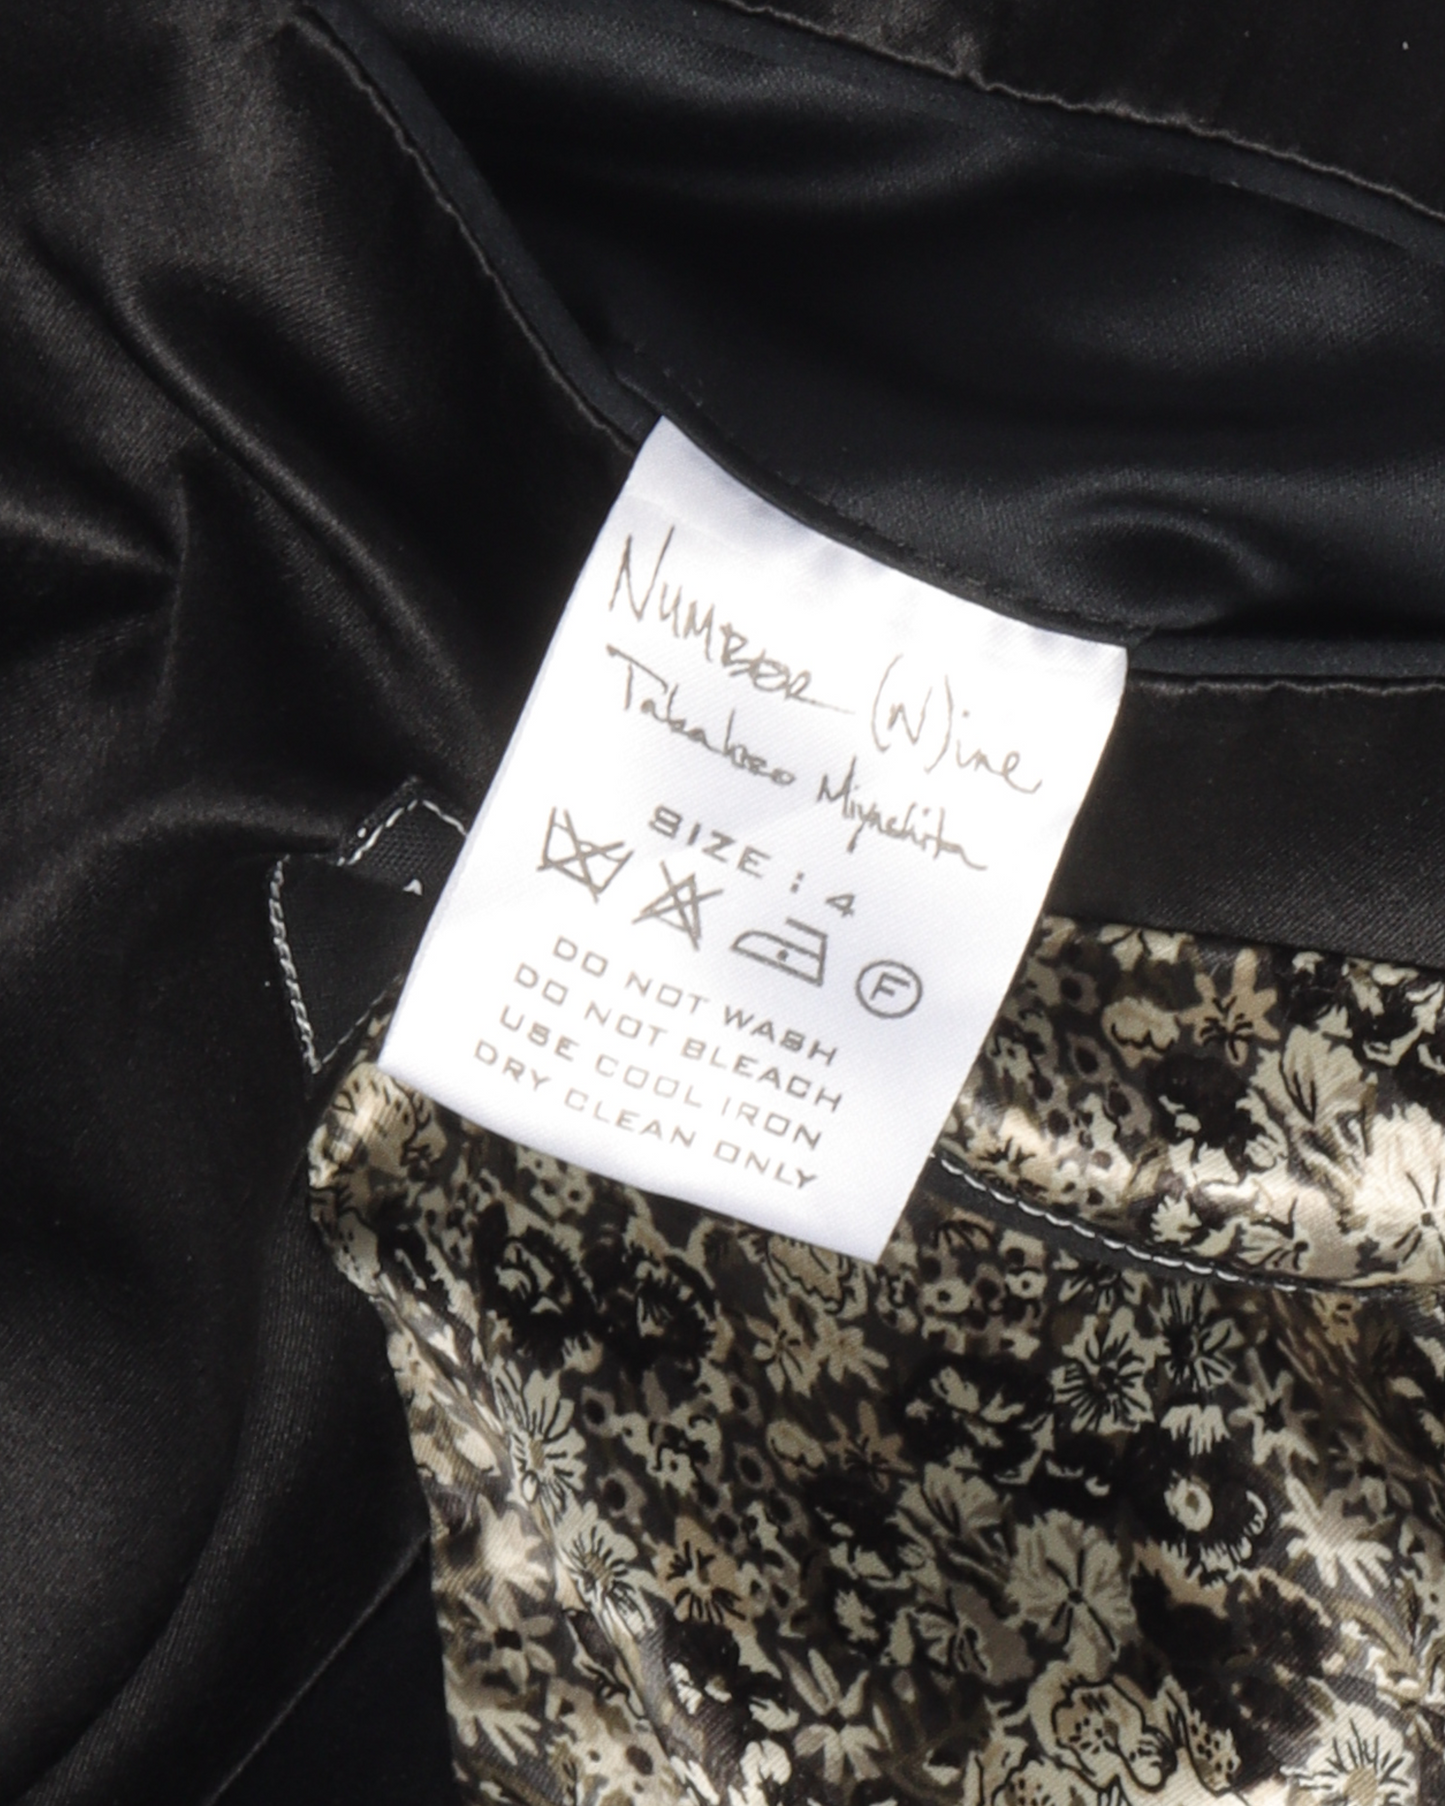 Number (N)ine
Takahiro Miyashita
SIZE : 4
F
DO NOT WASH
DO NOT BLEACH
USE COOL IRON
DRY CLEAN ONLY